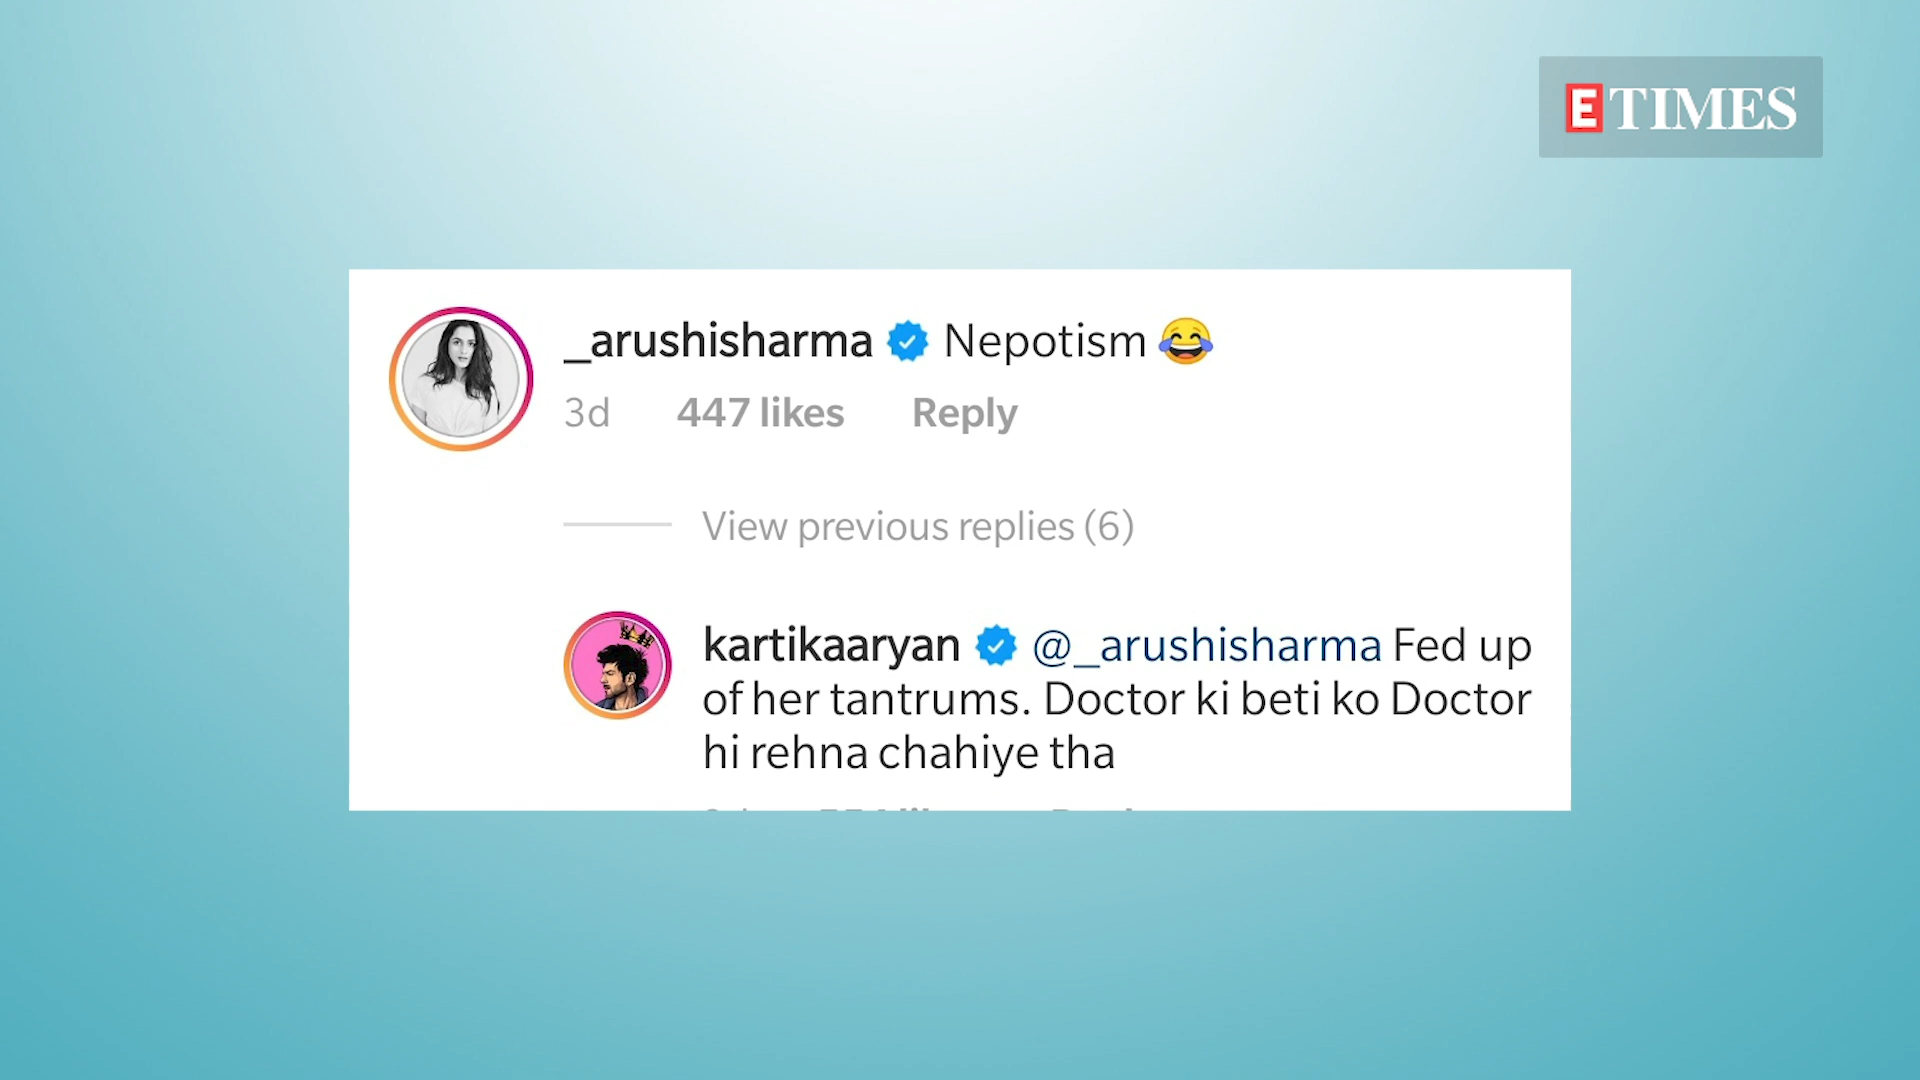 ETIMES
_arushisharma Nepotism 😂
3d 447 likes Reply
View previous replies (6)
kartikaaryan @_arushisharma Fed up
of her tantrums. Doctor ki beti ko Doctor
hi rehna chahiye tha